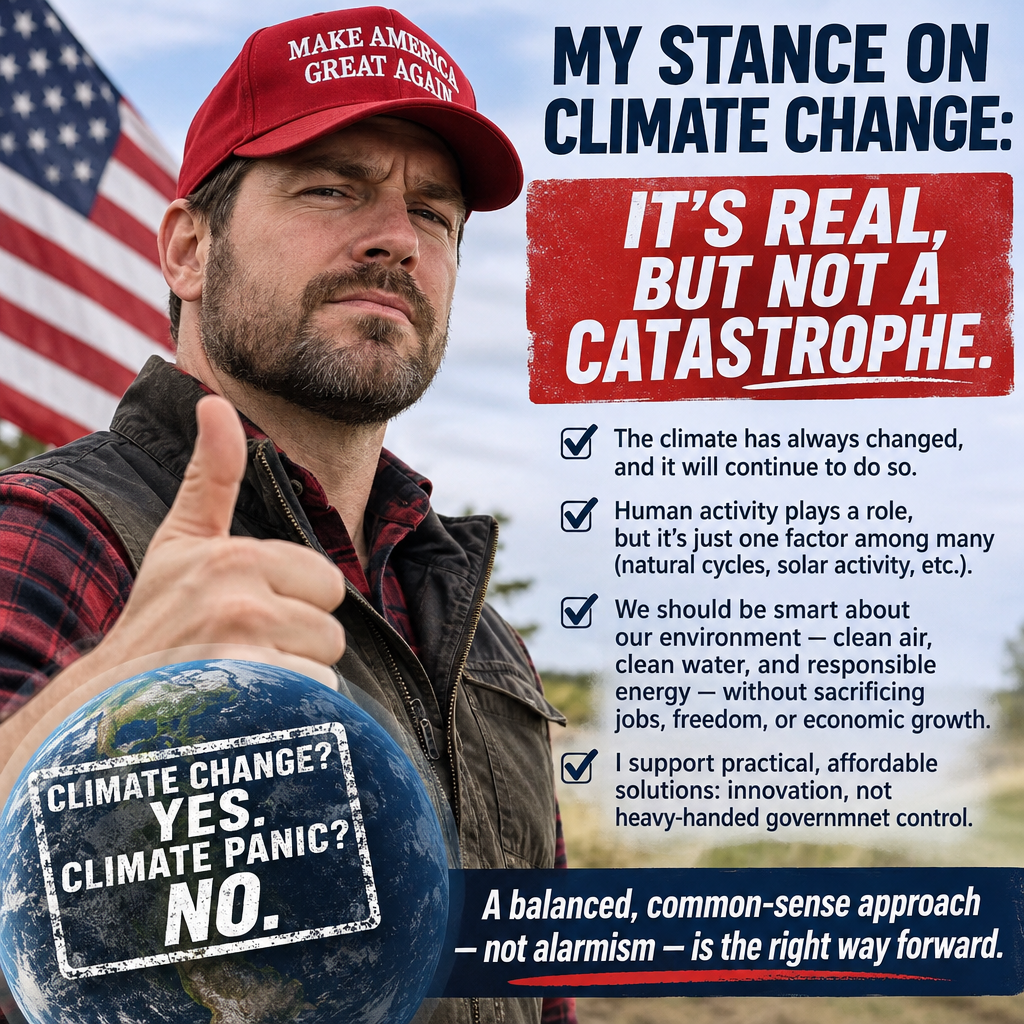 MAKE AMERICA
GREAT AGAIN
MY STANCE ON
CLIMATE CHANGE:
IT'S REAL,
BUT NOT A
CATASTROPHE.
The climate has always changed,
and it will continue to do so.
Human activity plays a role,
but it's just one factor among many
(natural cycles, solar activity, etc.).
We should be smart about
our environment — clean air,
clean water, and responsible
energy — without sacrificing
jobs, freedom, or economic growth.
I support practical, affordable
solutions: innovation, not
heavy-handed governmnet control.
CLIMATE CHANGE?
YES.
CLIMATE PANIC?
NO.
A balanced, common-sense approach
— not alarmism — is the right way forward.